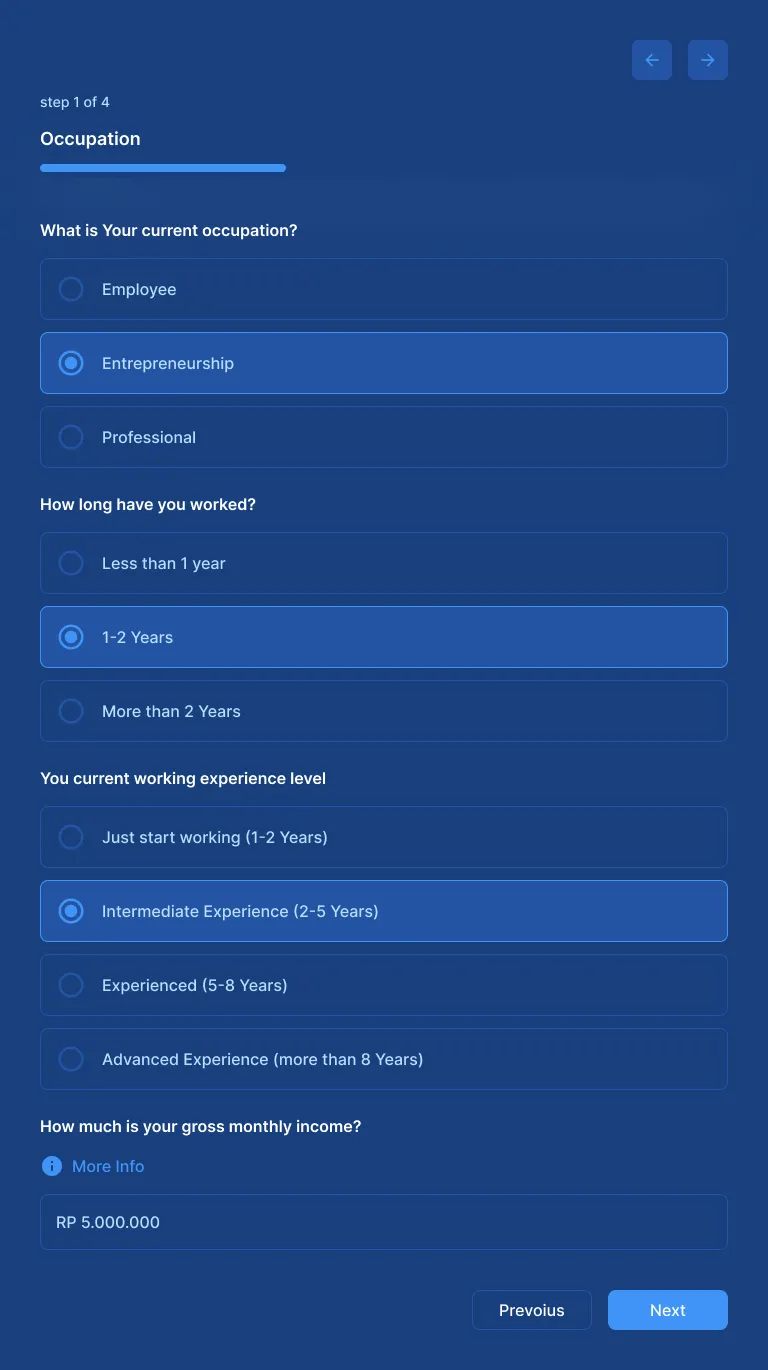 step 1 of 4
Occupation
What is Your current occupation?
Employee
Entrepreneurship
Professional
How long have you worked?
Less than 1 year
1-2 Years
More than 2 Years
You current working experience level
Just start working (1-2 Years)
Intermediate Experience (2-5 Years)
Experienced (5-8 Years)
Advanced Experience (more than 8 Years)
How much is your gross monthly income?
More Info
RP 5.000.000
Prevoius
Next